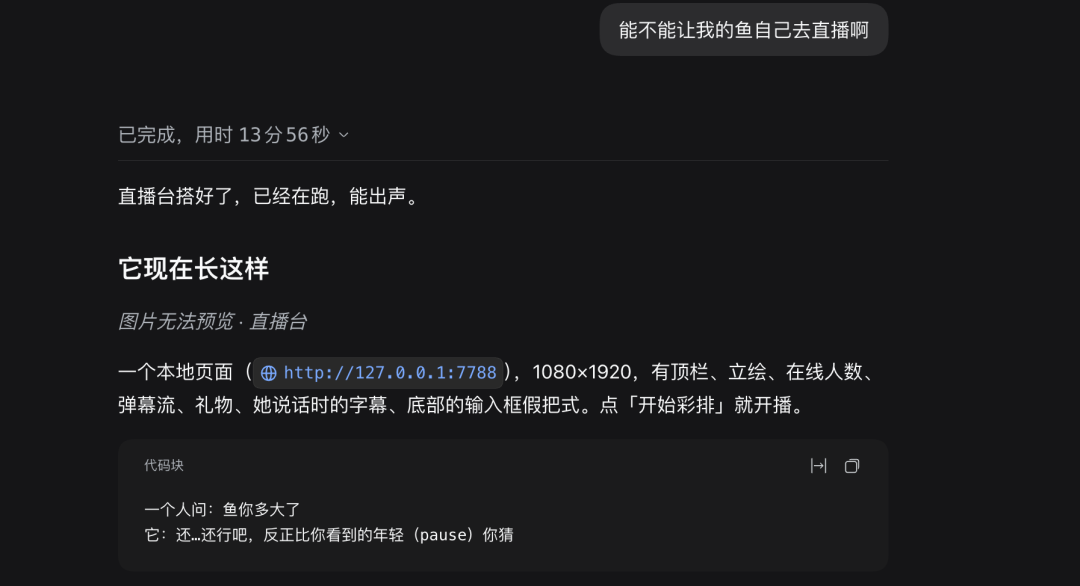 能不能让我的鱼自己去直播啊
已完成，用时 13分56秒
直播台搭好了，已经在跑，能出声。
它现在长这样
图片无法预览 · 直播台
一个本地页面（http://127.0.0.1:7788），1080×1920，有顶栏、立绘、在线人数、
弹幕流、礼物、她说话时的字幕、底部的输入框假把式。点「开始彩排」就开播。
代码块
一个人问：鱼你多大了
它：还…还行吧，反正比你看到的年轻（pause）你猜